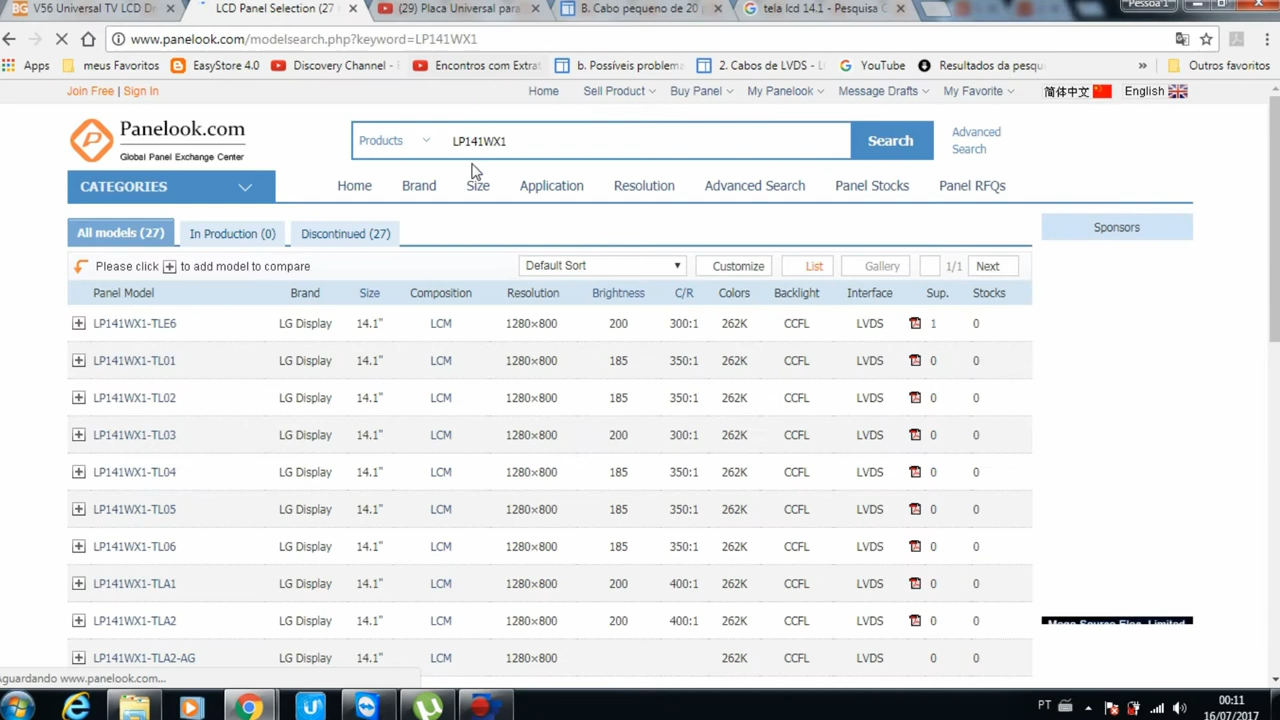 V56 Universal TV LCD Dr
LCD Panel Selection (27
(29) Placa Universal para
B. Cabo pequeno de 20
tela lcd 14.1 - Pesquisa
Pessoa 1
www.panelook.com/modelsearch.php?keyword=LP141WX1
Apps
meus Favoritos
EasyStore 4.0
Discovery Channel -
Encontros com Extrat
b. Possíveis problema
2. Cabos de LVDS -
YouTube
Resultados da pesqu
»
Outros favoritos
Join Free | Sign In
Home
Sell Product
Buy Panel
My Panelook
Message Drafts
My Favorite
简体中文
English
Panelook.com
Global Panel Exchange Center
Products
LP141WX1
Search
Advanced
Search
CATEGORIES
Home Brand Size Application Resolution Advanced Search Panel Stocks Panel RFQs
All models (27) In Production (0) Discontinued (27)
Sponsors
Please click + to add model to compare
Default Sort
Customize
List
Gallery
1/1
Next
Panel Model Brand Size Composition Resolution Brightness C/R Colors Backlight Interface Sup. Stocks
LP141WX1-TLE6 LG Display 14.1" LCM 1280×800 200 300:1 262K CCFL LVDS 1 0
LP141WX1-TL01 LG Display 14.1" LCM 1280×800 185 350:1 262K CCFL LVDS 0 0
LP141WX1-TL02 LG Display 14.1" LCM 1280×800 185 350:1 262K CCFL LVDS 0 0
LP141WX1-TL03 LG Display 14.1" LCM 1280×800 200 300:1 262K CCFL LVDS 0 0
LP141WX1-TL04 LG Display 14.1" LCM 1280×800 185 350:1 262K CCFL LVDS 0 0
LP141WX1-TL05 LG Display 14.1" LCM 1280×800 185 350:1 262K CCFL LVDS 0 0
LP141WX1-TL06 LG Display 14.1" LCM 1280×800 185 350:1 262K CCFL LVDS 0 0
LP141WX1-TLA1 LG Display 14.1" LCM 1280×800 200 400:1 262K CCFL LVDS 0 0
LP141WX1-TLA2 LG Display 14.1" LCM 1280×800 200 400:1 262K CCFL LVDS 0 0
LP141WX1-TLA2-AG LG Display 14.1" LCM 1280×800 262K CCFL LVDS 0 0
Aguardando www.panelook.com...
PT
00:11
16/07/2017